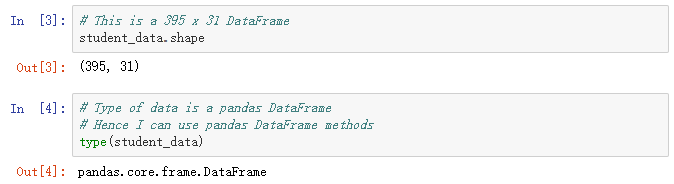 In [3]: # This is a 395 x 31 DataFrame
student_data.shape
Out[3]: (395, 31)
In [4]: # Type of data is a pandas DataFrame
# Hence I can use pandas DataFrame methods
type(student_data)
Out[4]: pandas.core.frame.DataFrame